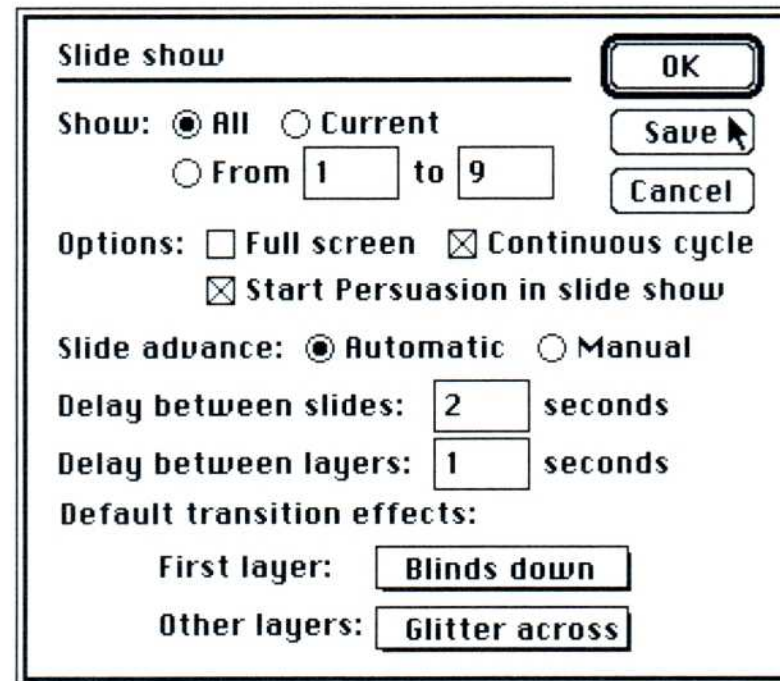 Slide show
OK
Show: All Current
Save
From 1 to 9
Cancel
Options: Full screen Continuous cycle
Start Persuasion in slide show
Slide advance: Automatic Manual
Delay between slides: 2 seconds
Delay between layers: 1 seconds
Default transition effects:
First layer: Blinds down
Other layers: Glitter across